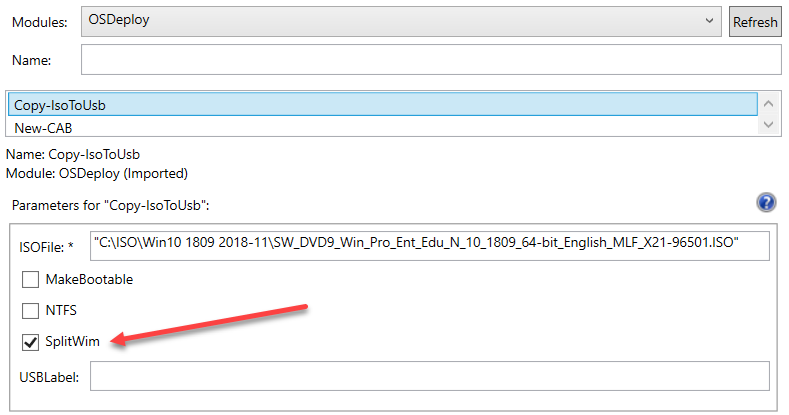 Modules: OSDeploy Refresh
Name:
Copy-IsoToUsb
New-CAB
Name: Copy-IsoToUsb
Module: OSDeploy (Imported)
Parameters for "Copy-IsoToUsb": ?
ISOFile: * "C:\ISO\Win10 1809 2018-11\SW_DVD9_Win_Pro_Ent_Edu_N_10_1809_64-bit_English_MLF_X21-96501.ISO"
MakeBootable
NTFS
SplitWim
USBLabel: